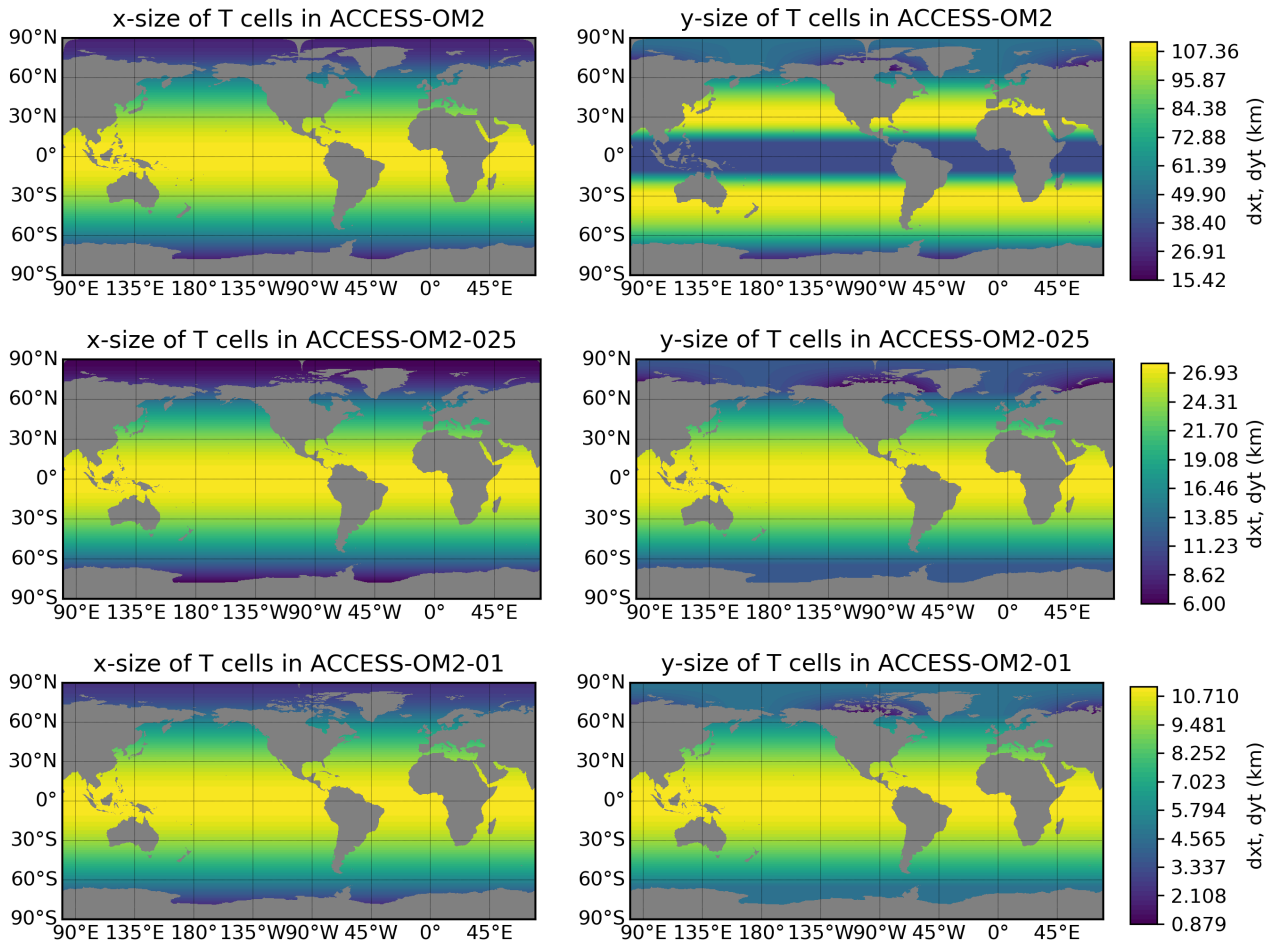 x-size of T cells in ACCESS-OM2
90°N
60°N
30°N
0°
30°S
60°S
90°S
90°E 135°E 180° 135°W 90°W 45°W 0° 45°E
y-size of T cells in ACCESS-OM2
90°N
60°N
30°N
0°
30°S
60°S
90°S
90°E 135°E 180° 135°W 90°W 45°W 0° 45°E
107.36
95.87
84.38
72.88
61.39
49.90
38.40
26.91
15.42
dxt, dyt (km)
x-size of T cells in ACCESS-OM2-025
90°N
60°N
30°N
0°
30°S
60°S
90°S
90°E 135°E 180° 135°W 90°W 45°W 0° 45°E
y-size of T cells in ACCESS-OM2-025
90°N
60°N
30°N
0°
30°S
60°S
90°S
90°E 135°E 180° 135°W 90°W 45°W 0° 45°E
26.93
24.31
21.70
19.08
16.46
13.85
11.23
8.62
6.00
dxt, dyt (km)
x-size of T cells in ACCESS-OM2-01
90°N
60°N
30°N
0°
30°S
60°S
90°S
90°E 135°E 180° 135°W 90°W 45°W 0° 45°E
y-size of T cells in ACCESS-OM2-01
90°N
60°N
30°N
0°
30°S
60°S
90°S
90°E 135°E 180° 135°W 90°W 45°W 0° 45°E
10.710
9.481
8.252
7.023
5.794
4.565
3.337
2.108
0.879
dxt, dyt (km)